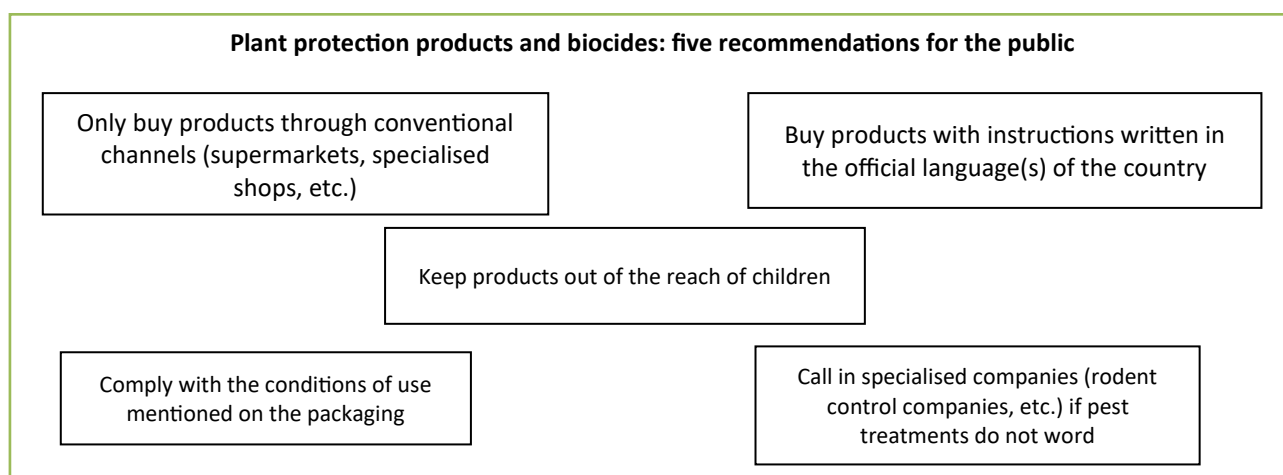 Plant protection products and biocides: five recommendations for the public
Only buy products through conventional
channels (supermarkets, specialised
shops, etc.)
Buy products with instructions written in
the official language(s) of the country
Keep products out of the reach of children
Comply with the conditions of use
mentioned on the packaging
Call in specialised companies (rodent
control companies, etc.) if pest
treatments do not word